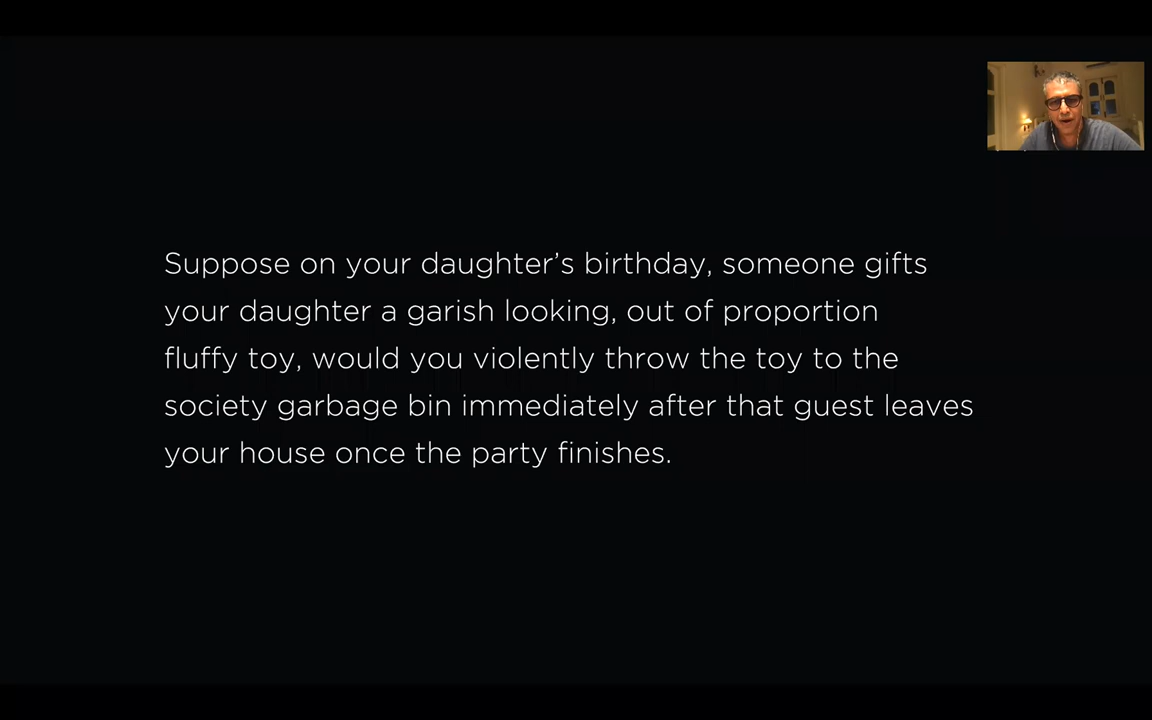 Suppose on your daughter’s birthday, someone gifts
your daughter a garish looking, out of proportion
fluffy toy, would you violently throw the toy to the
society garbage bin immediately after that guest leaves
your house once the party finishes.